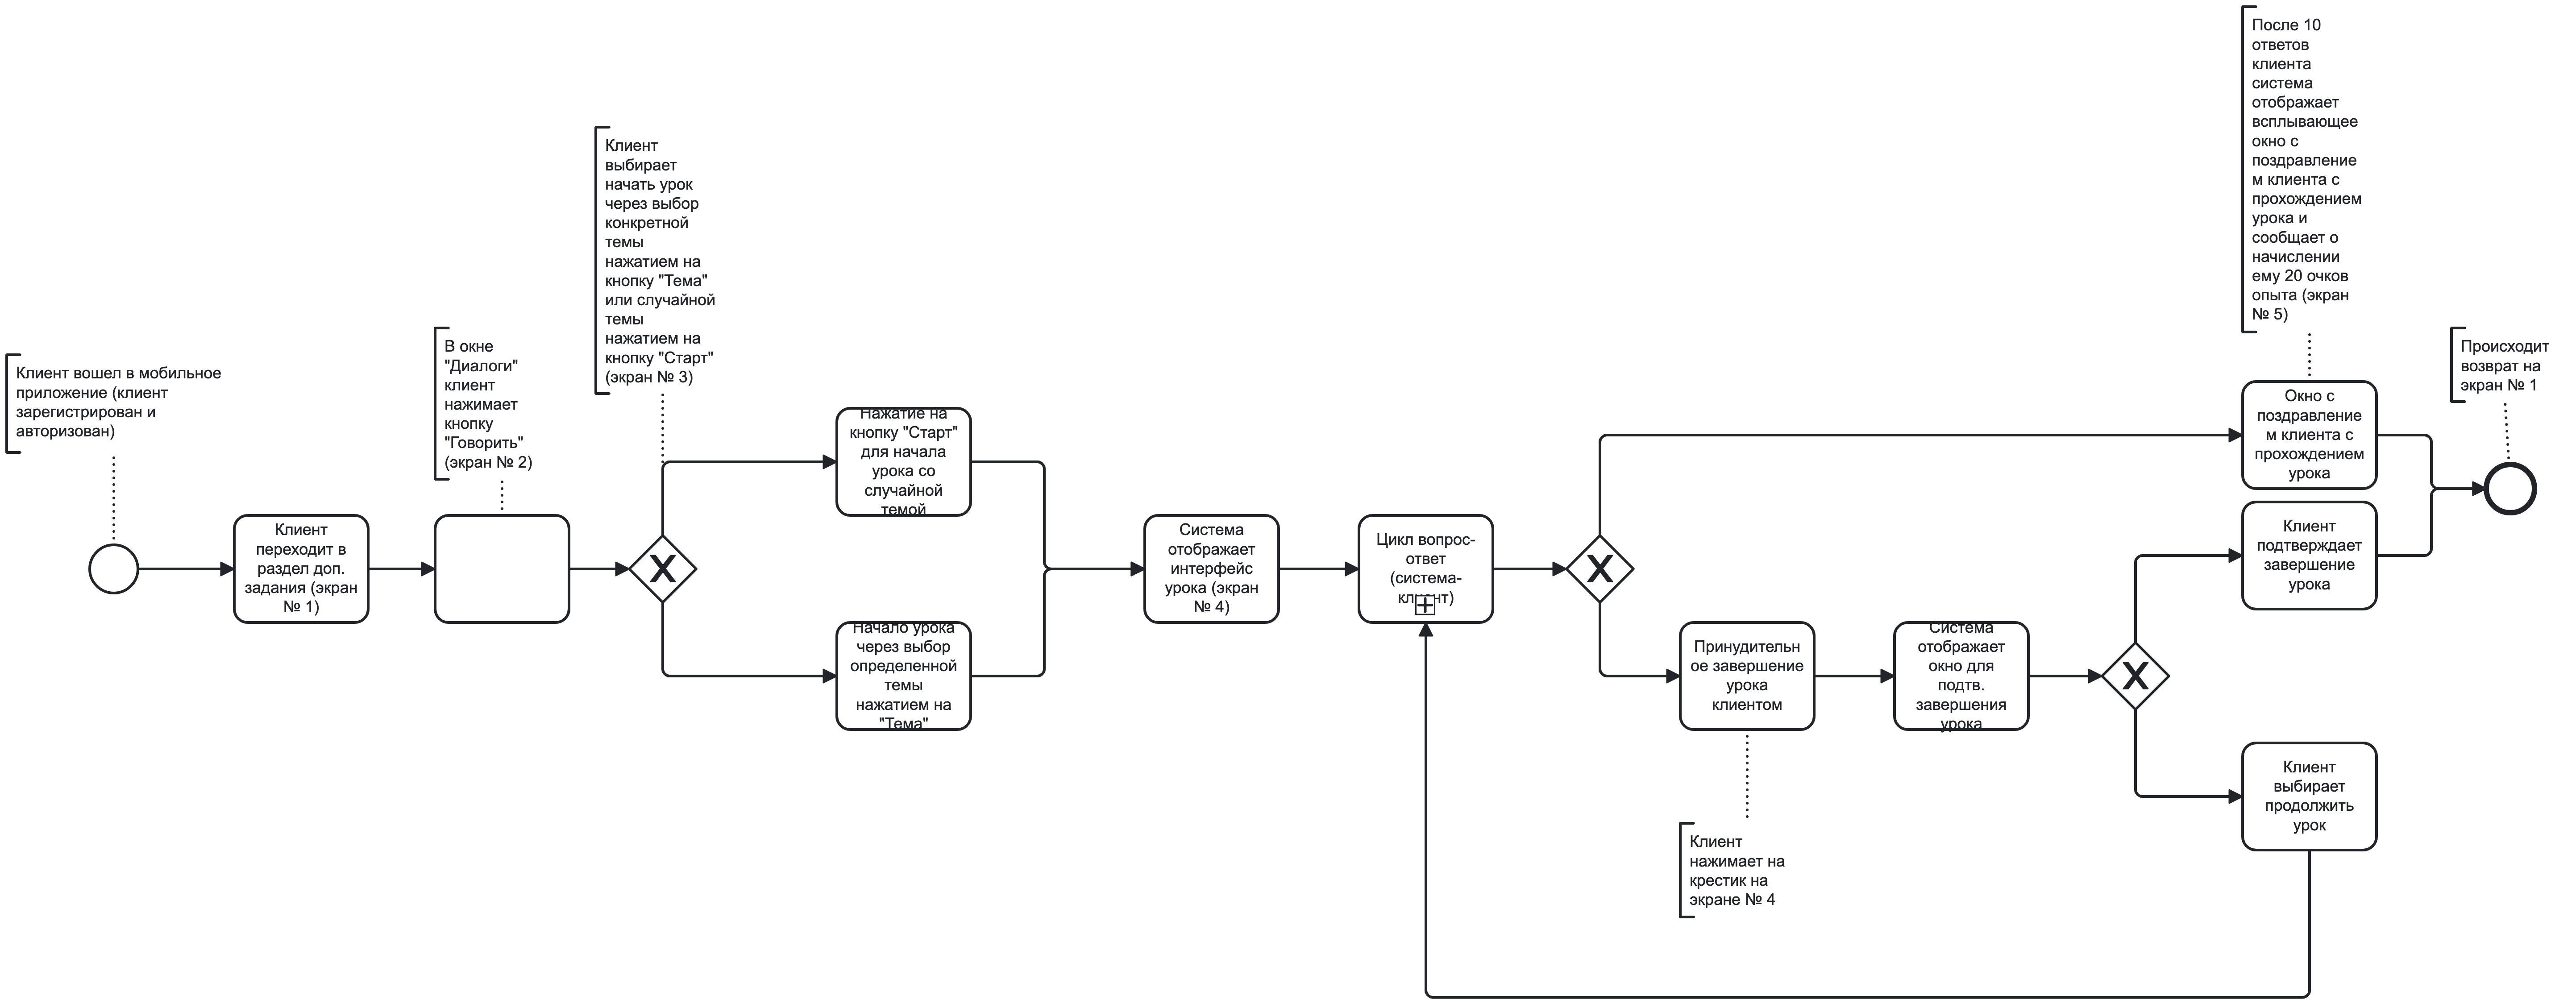 Клиент вошел в мобильное
приложение (клиент
зарегистрирован и
авторизован)
Клиент
переходит в
раздел доп.
задания (экран
№ 1)
В окне
"Диалоги"
клиент
нажимает
кнопку
"Говорить"
(экран № 2)
Клиент
выбирает
начать урок
через выбор
конкретной
темы
нажатием на
кнопку "Тема"
или случайной
темы
нажатием на
кнопку "Старт"
(экран № 3)
Нажатие на
кнопку "Старт"
для начала
урока со
случайной
темой
Начало урока
через выбор
определенной
темы
нажатием на
"Тема"
Система
отображает
интерфейс
урока (экран
№ 4)
Цикл вопрос-
ответ
(система-
клиент)
Принудительн
ое завершение
урока
клиентом
Клиент
нажимает на
крестик на
экране № 4
Система
отображает
окно для
подтв.
завершения
урока
После 10
ответов
клиента
система
отображает
всплывающее
окно с
поздравление
м клиента с
прохождением
урока и
сообщает о
начислении
ему 20 очков
опыта (экран
№ 5)
Окно с
поздравление
м клиента с
прохождением
урока
Клиент
подтверждает
завершение
урока
Клиент
выбирает
продолжить
урок
Происходит
возврат на
экран № 1